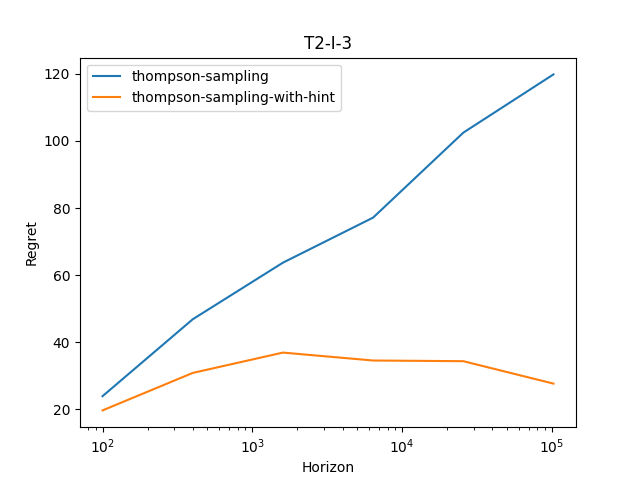 T2-I-3
thompson-sampling
thompson-sampling-with-hint
120
100
80
60
40
20
Regret
10² 10³ 10⁴ 10⁵
Horizon